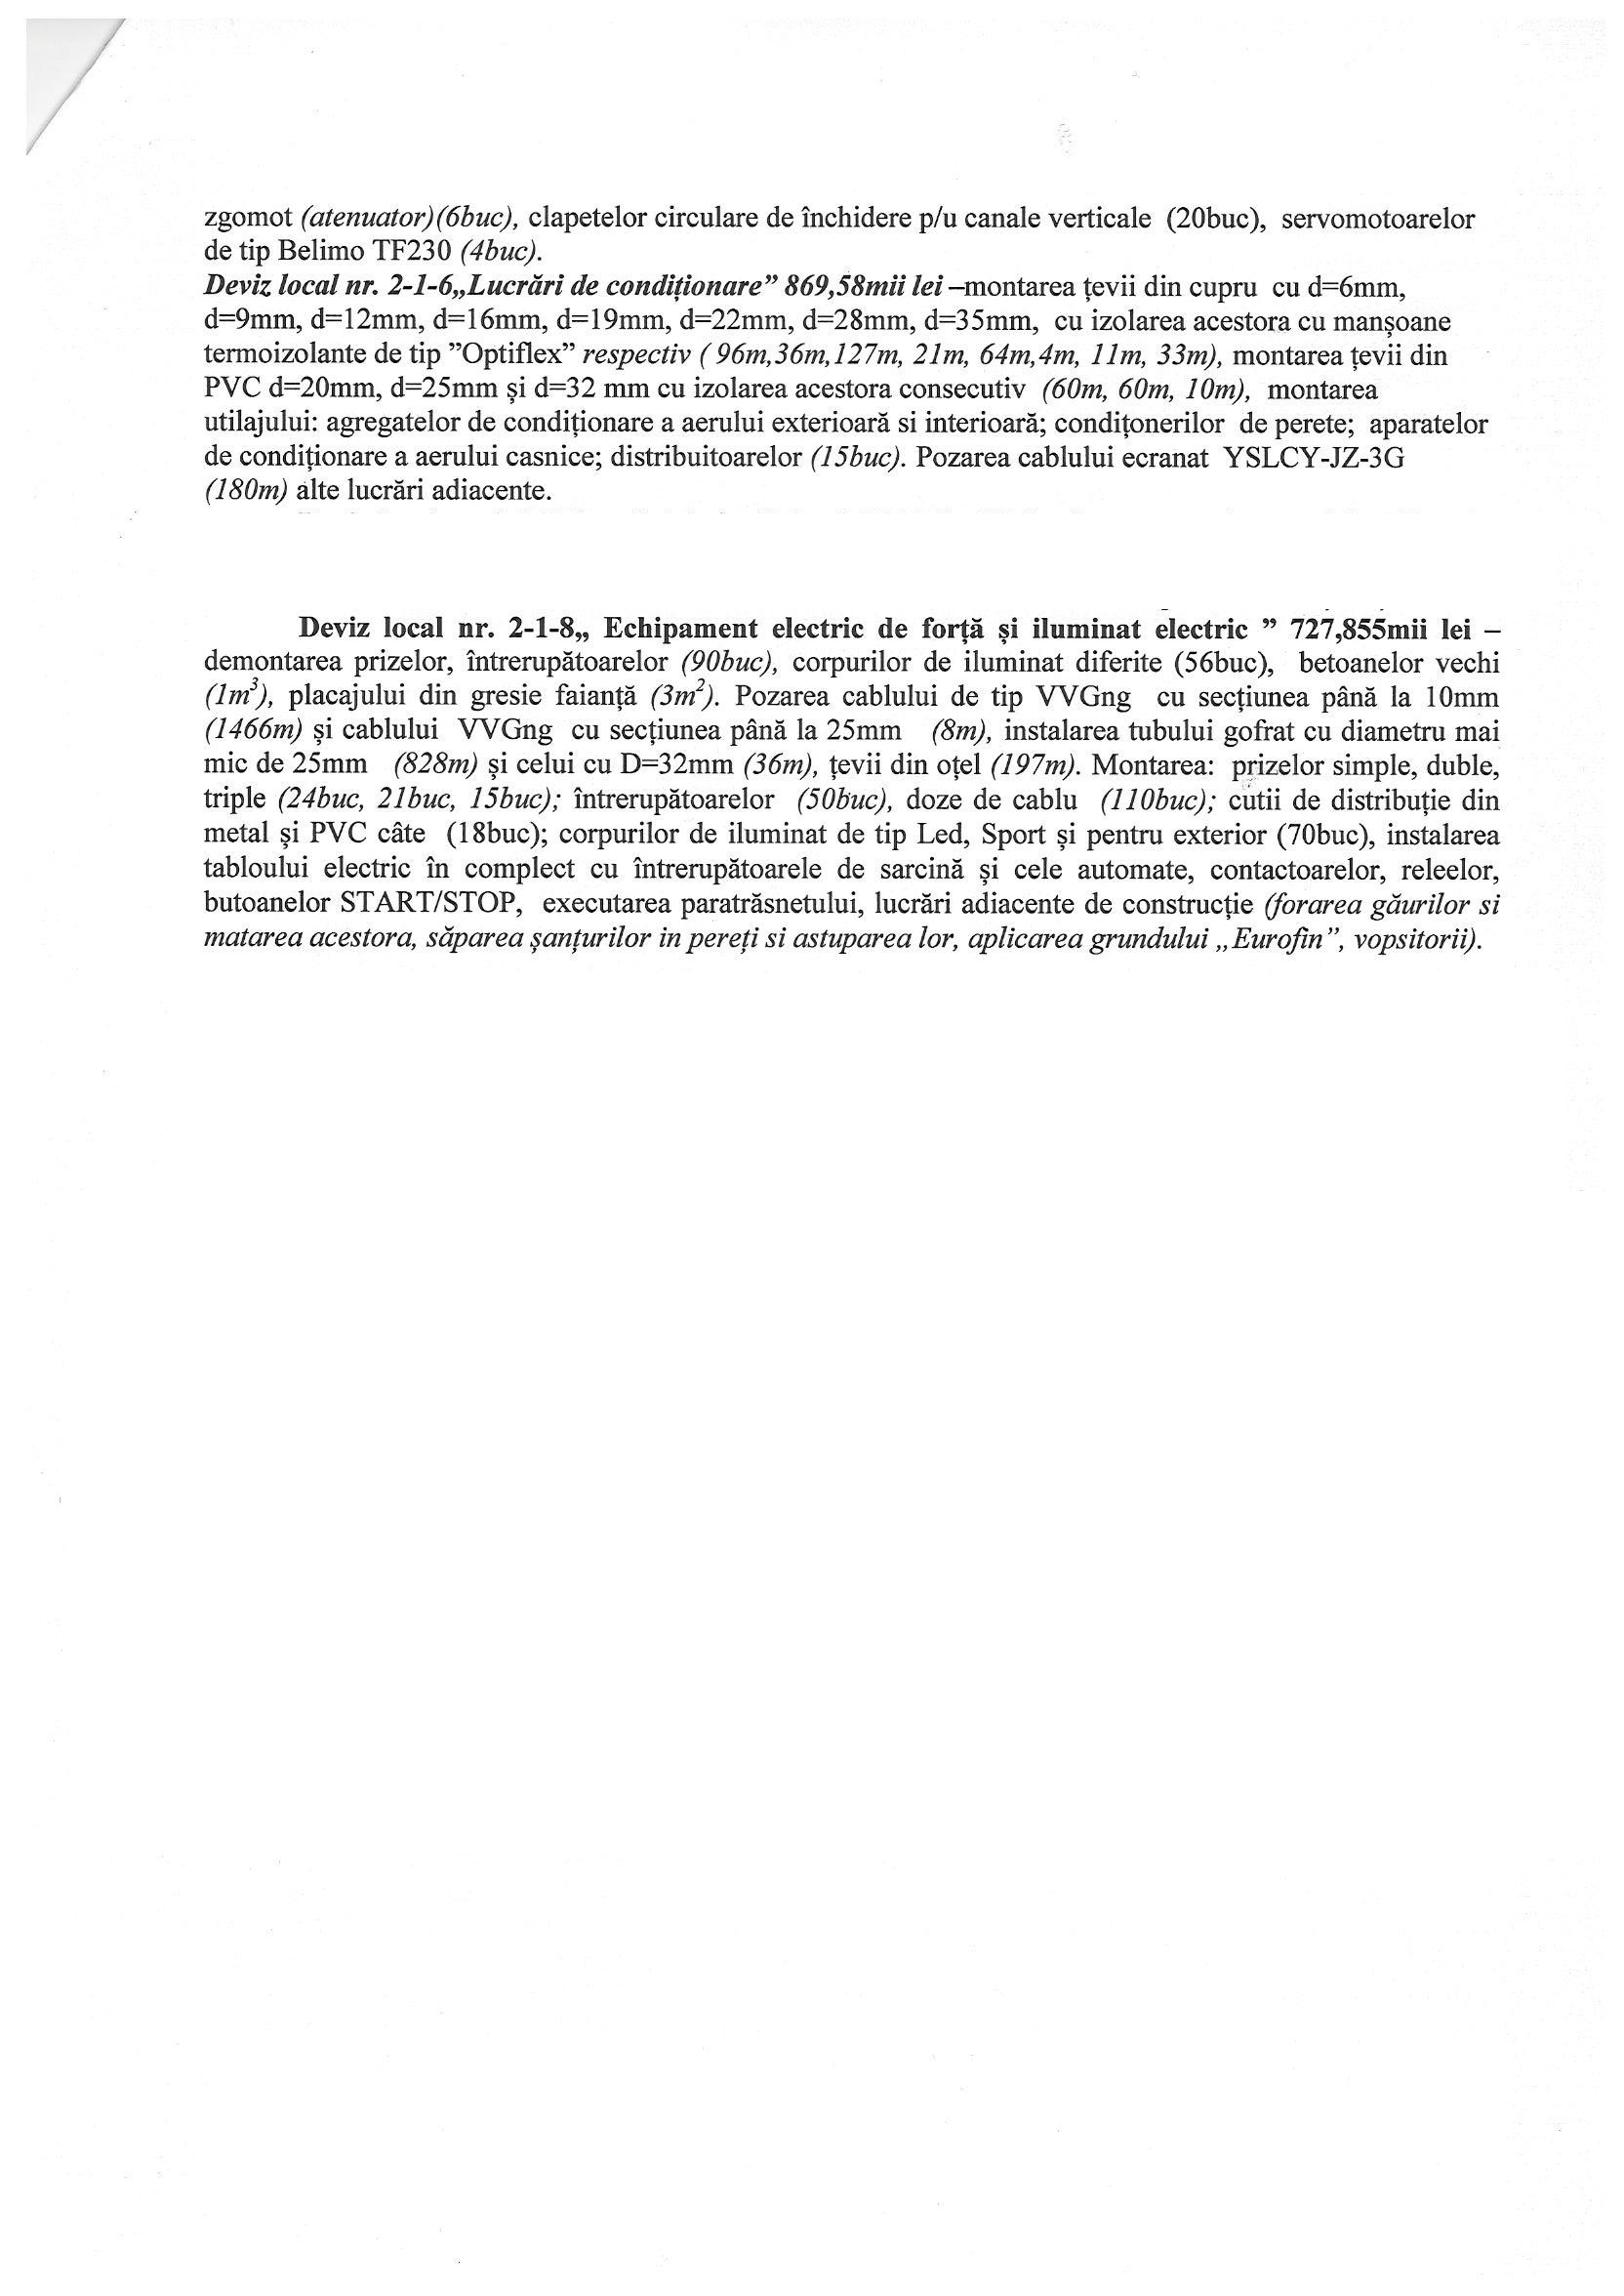 zgomot (atenuator)(6buc), clapetelor circulare de închidere p/u canale verticale (20buc), servomotoarelor
de tip Belimo TF230 (4buc).
Deviz local nr. 2-1-6„Lucrări de condiționare” 869,58mii lei –montarea țevii din cupru cu d=6mm,
d=9mm, d=12mm, d=16mm, d=19mm, d=22mm, d=28mm, d=35mm, cu izolarea acestora cu manșoane
termoizolante de tip ”Optiflex” respectiv ( 96m,36m,127m, 21m, 64m,4m, 11m, 33m), montarea țevii din
PVC d=20mm, d=25mm și d=32 mm cu izolarea acestora consecutiv (60m, 60m, 10m), montarea
utilajului: agregatelor de condiționare a aerului exterioară si interioară; condițonerilor de perete; aparatelor
de condiționare a aerului casnice; distribuitoarelor (15buc). Pozarea cablului ecranat YSLCY-JZ-3G
(180m) alte lucrări adiacente.
Deviz local nr. 2-1-8„ Echipament electric de forță și iluminat electric ” 727,855mii lei –
demontarea prizelor, întrerupătoarelor (90buc), corpurilor de iluminat diferite (56buc), betoanelor vechi
(1m³), placajului din gresie faianță (3m²). Pozarea cablului de tip VVGng cu secțiunea până la 10mm
(1466m) și cablului VVGng cu secțiunea până la 25mm (8m), instalarea tubului gofrat cu diametru mai
mic de 25mm (828m) și celui cu D=32mm (36m), țevii din oțel (197m). Montarea: prizelor simple, duble,
triple (24buc, 21buc, 15buc); întrerupătoarelor (50buc), doze de cablu (110buc); cutii de distribuție din
metal și PVC câte (18buc); corpurilor de iluminat de tip Led, Sport și pentru exterior (70buc), instalarea
tabloului electric în complect cu întrerupătoarele de sarcină și cele automate, contactoarelor, releelor,
butoanelor START/STOP, executarea paratrăsnetului, lucrări adiacente de construcție (forarea găurilor si
matarea acestora, săparea șanțurilor in pereți si astuparea lor, aplicarea grundului „Eurofin”, vopsitorii).